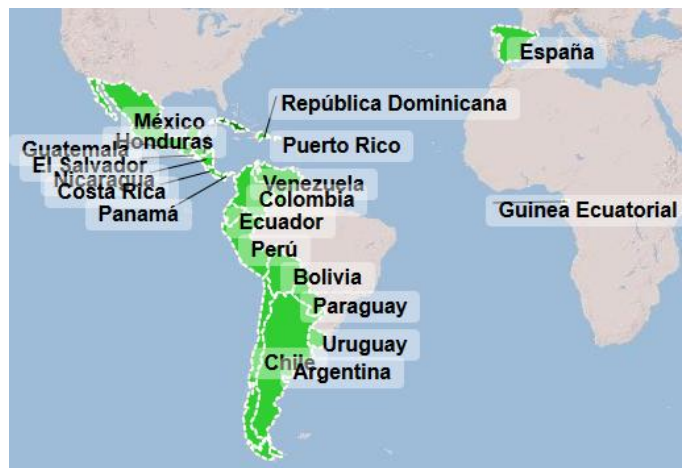 España
República Dominicana
México
Puerto Rico
Honduras
Guatemala
El Salvador
Nicaragua
Costa Rica
Venezuela
Colombia
Panamá
Guinea Ecuatorial
Ecuador
Perú
Bolivia
Paraguay
Uruguay
Chile
Argentina